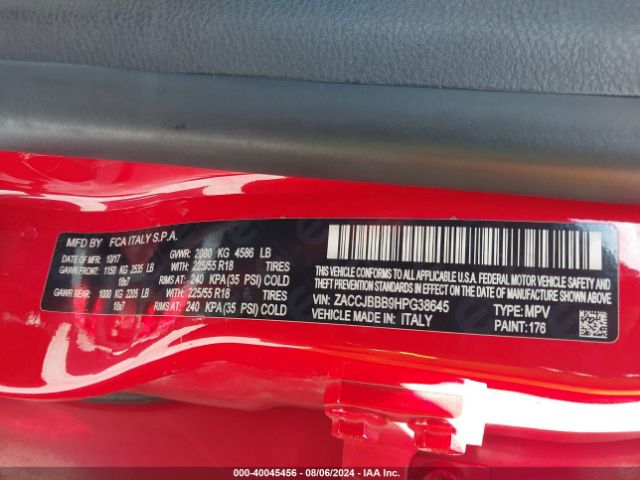 MFD BY FCA ITALY S.P.A.
DATE OF MFR: 10/17 GVWR: 2080 KG 4586 LB
GAWR FRONT: 1150 KG 2535 LB WITH: 225/55 R18 TIRES
18x7 RIMS AT: 240 KPA(35 PSI) COLD
GAWR REAR: 1000 KG 2205 LB WITH: 225/55 R18 TIRES
18x7 RIMS AT: 240 KPA(35 PSI) COLD
THIS VEHICLE CONFORMS TO ALL APPLICABLE FEDERAL MOTOR VEHICLE SAFETY
STANDARDS IN EFFECT ON THE DATE OF MANUFACTURE SHOWN ABOVE.
VIN: ZACCJBBB9HPG38645 TYPE: MPV
VEHICLE MADE IN: ITALY PAINT: 176
000-40045456 - 08/06/2024 - IAA Inc.